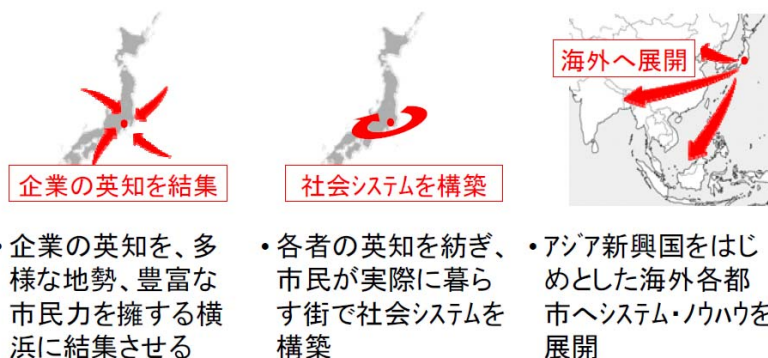 企業の英知を結集
・企業の英知を、多
様な地勢、豊富な
市民力を擁する横
浜に結集させる
社会システムを構築
・各者の英知を紡ぎ、
市民が実際に暮ら
す街で社会システムを
構築
海外へ展開
・アジア新興国をはじ
めとした海外各都
市へシステム・ノウハウを
展開